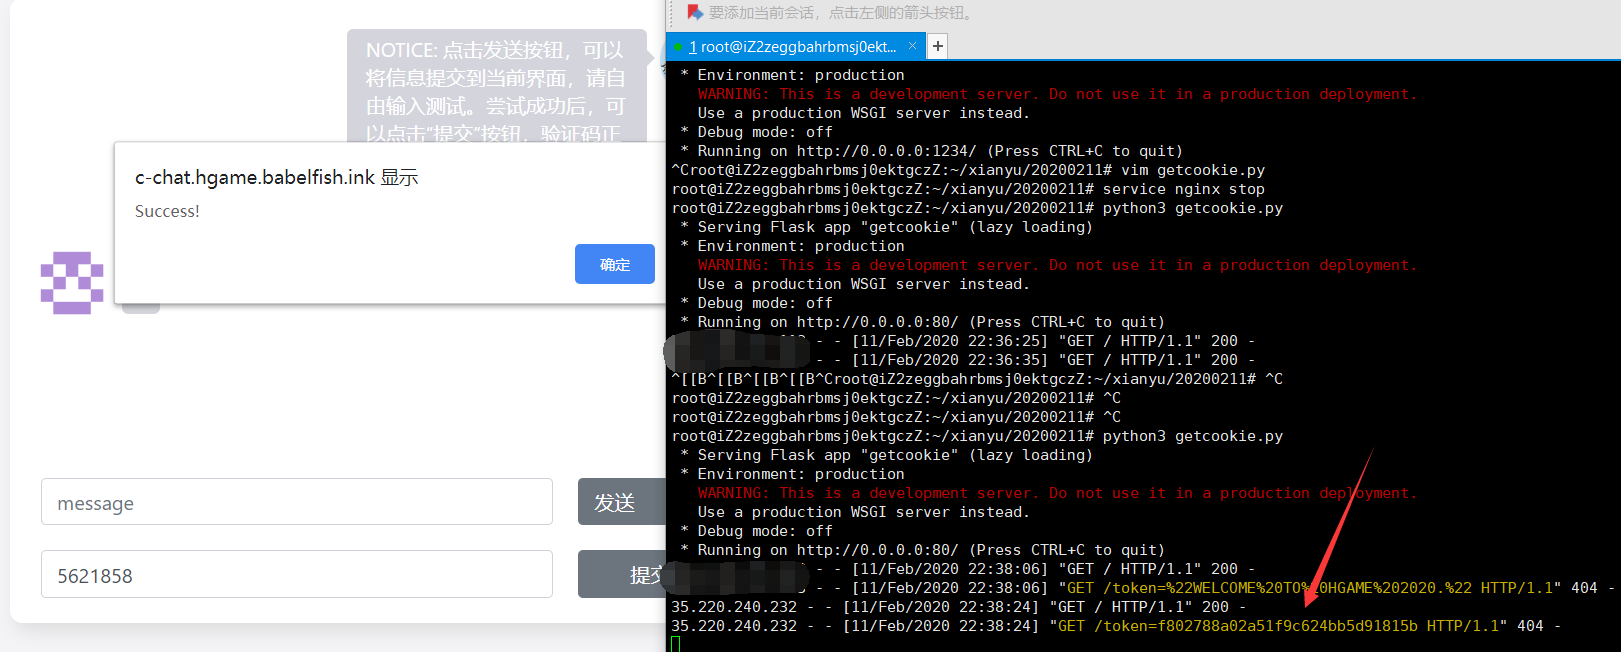 NOTICE: 点击发送按钮，可以
将信息提交到当前界面，请自
由输入测试。尝试成功后，可
以点击“提交”按钮，验证码正
c-chat.hgame.babelfish.ink 显示
Success!
确定
message
发送
5621858
提交
要添加当前会话，点击左侧的箭头按钮。
1 root@iZ2zeggbahrbmsj0ekt... × +
* Environment: production
WARNING: This is a development server. Do not use it in a production deployment.
Use a production WSGI server instead.
* Debug mode: off
* Running on http://0.0.0.0:1234/ (Press CTRL+C to quit)
^Croot@iZ2zeggbahrbmsj0ektgczZ:~/xianyu/20200211# vim getcookie.py
root@iZ2zeggbahrbmsj0ektgczZ:~/xianyu/20200211# service nginx stop
root@iZ2zeggbahrbmsj0ektgczZ:~/xianyu/20200211# python3 getcookie.py
* Serving Flask app "getcookie" (lazy loading)
* Environment: production
WARNING: This is a development server. Do not use it in a production deployment.
Use a production WSGI server instead.
* Debug mode: off
* Running on http://0.0.0.0:80/ (Press CTRL+C to quit)
- - [11/Feb/2020 22:36:25] "GET / HTTP/1.1" 200 -
- - [11/Feb/2020 22:36:35] "GET / HTTP/1.1" 200 -
^[[B^[[B^[[B^[[B^Croot@iZ2zeggbahrbmsj0ektgczZ:~/xianyu/20200211# ^C
root@iZ2zeggbahrbmsj0ektgczZ:~/xianyu/20200211# ^C
root@iZ2zeggbahrbmsj0ektgczZ:~/xianyu/20200211# ^C
root@iZ2zeggbahrbmsj0ektgczZ:~/xianyu/20200211# python3 getcookie.py
* Serving Flask app "getcookie" (lazy loading)
* Environment: production
WARNING: This is a development server. Do not use it in a production deployment.
Use a production WSGI server instead.
* Debug mode: off
* Running on http://0.0.0.0:80/ (Press CTRL+C to quit)
- - [11/Feb/2020 22:38:06] "GET / HTTP/1.1" 200 -
- - [11/Feb/2020 22:38:06] "GET /token=%22WELCOME%20TO%20HGAME%202020.%22 HTTP/1.1" 404 -
35.220.240.232 - - [11/Feb/2020 22:38:24] "GET / HTTP/1.1" 200 -
35.220.240.232 - - [11/Feb/2020 22:38:24] "GET /token=f802788a02a51f9c624bb5d91815b HTTP/1.1" 404 -